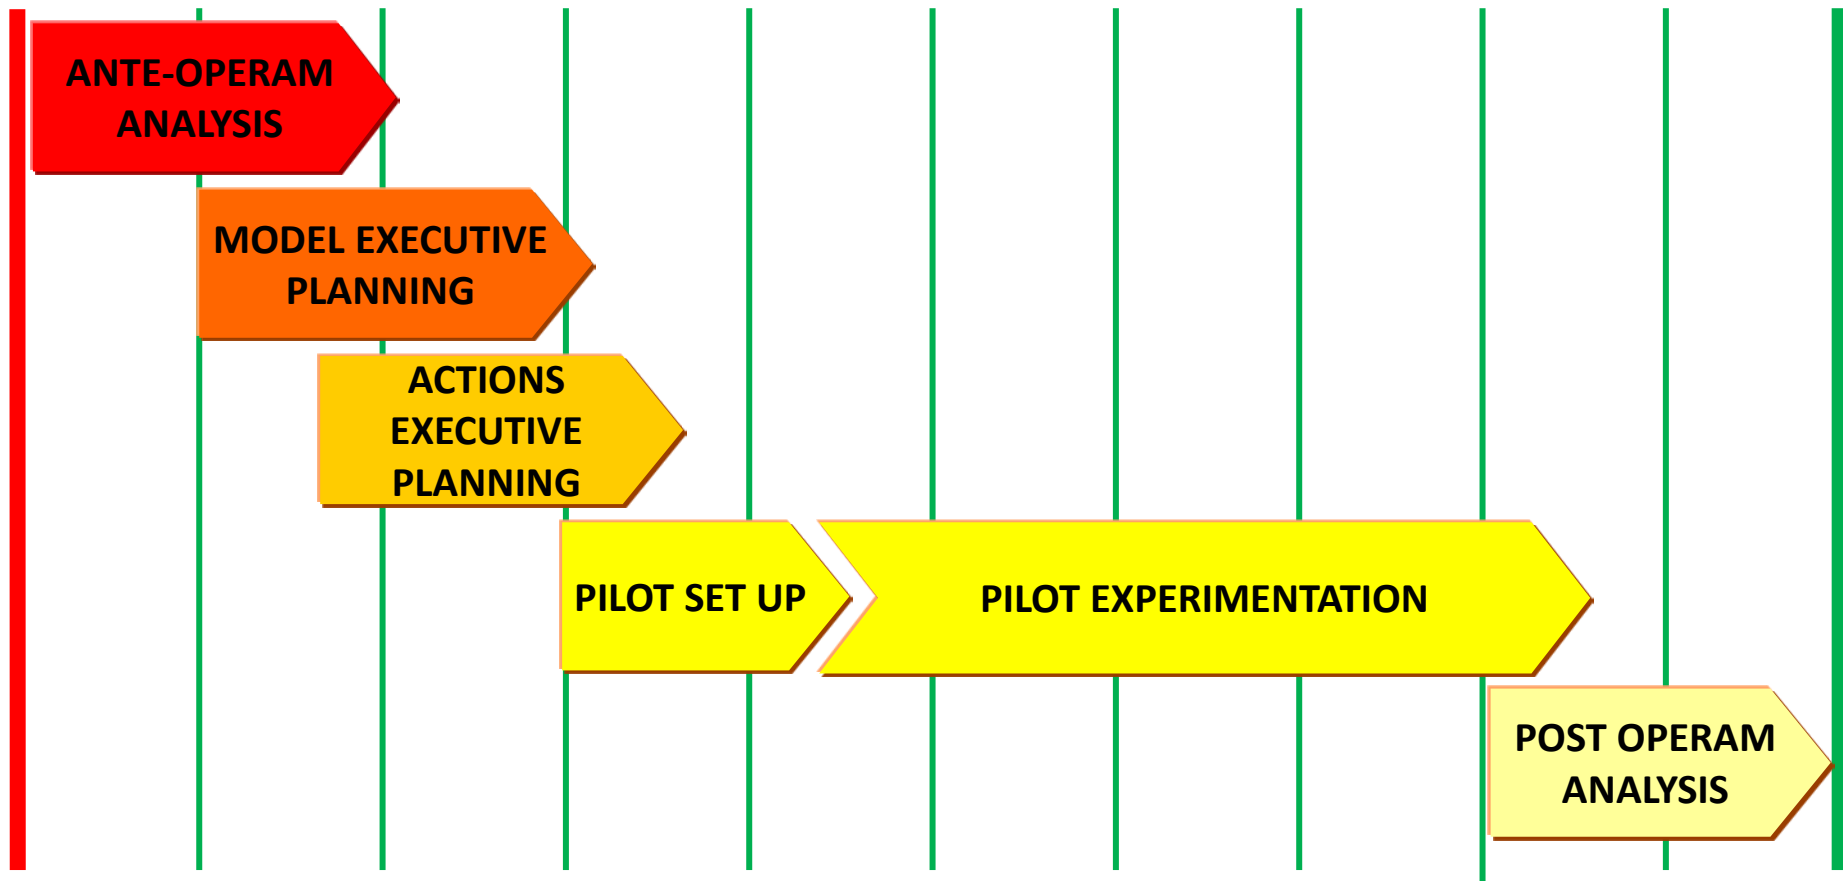 ANTE-OPERAM
ANALYSIS
MODEL EXECUTIVE
PLANNING
ACTIONS
EXECUTIVE
PLANNING
PILOT SET UP
PILOT EXPERIMENTATION
POST OPERAM
ANALYSIS